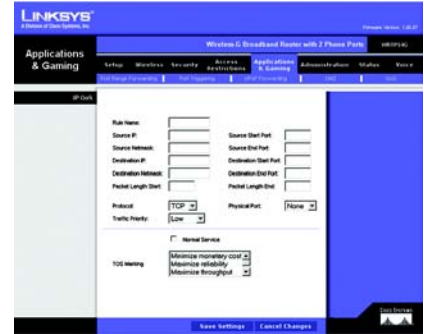 LINKSYS®
A Division of Cisco Systems, Inc.
Firmware Version: 1.00.37
Wireless-G Broadband Router with 2 Phone Ports WRTP54G
Applications & Gaming
Setup Wireless Security Access Restrictions Applications & Gaming Administration Status Voice
Port Range Forwarding Port Triggering UPnP Forwarding DMZ QoS
IP QoS
Rule Name:
Source IP: Source Start Port:
Source Netmask: Source End Port:
Destination IP: Destination Start Port:
Destination Netmask: Destination End Port:
Packet Length Start: Packet Length End:
Protocol: TCP Physical Port: None
Traffic Priority: Low
Normal Service
TOS Marking Minimize monetary cost
Maximize reliability
Maximize throughput
Save Settings Cancel Changes
Cisco Systems